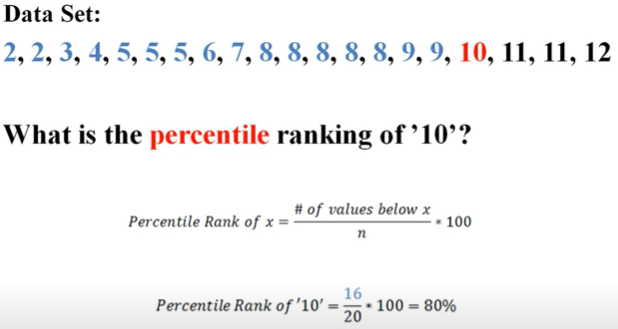 Data Set:
2, 2, 3, 4, 5, 5, 5, 6, 7, 8, 8, 8, 8, 8, 9, 9, 10, 11, 11, 12
What is the percentile ranking of ’10’?
Percentile Rank of x = # of values below x / n * 100
Percentile Rank of '10' = 16 / 20 * 100 = 80%